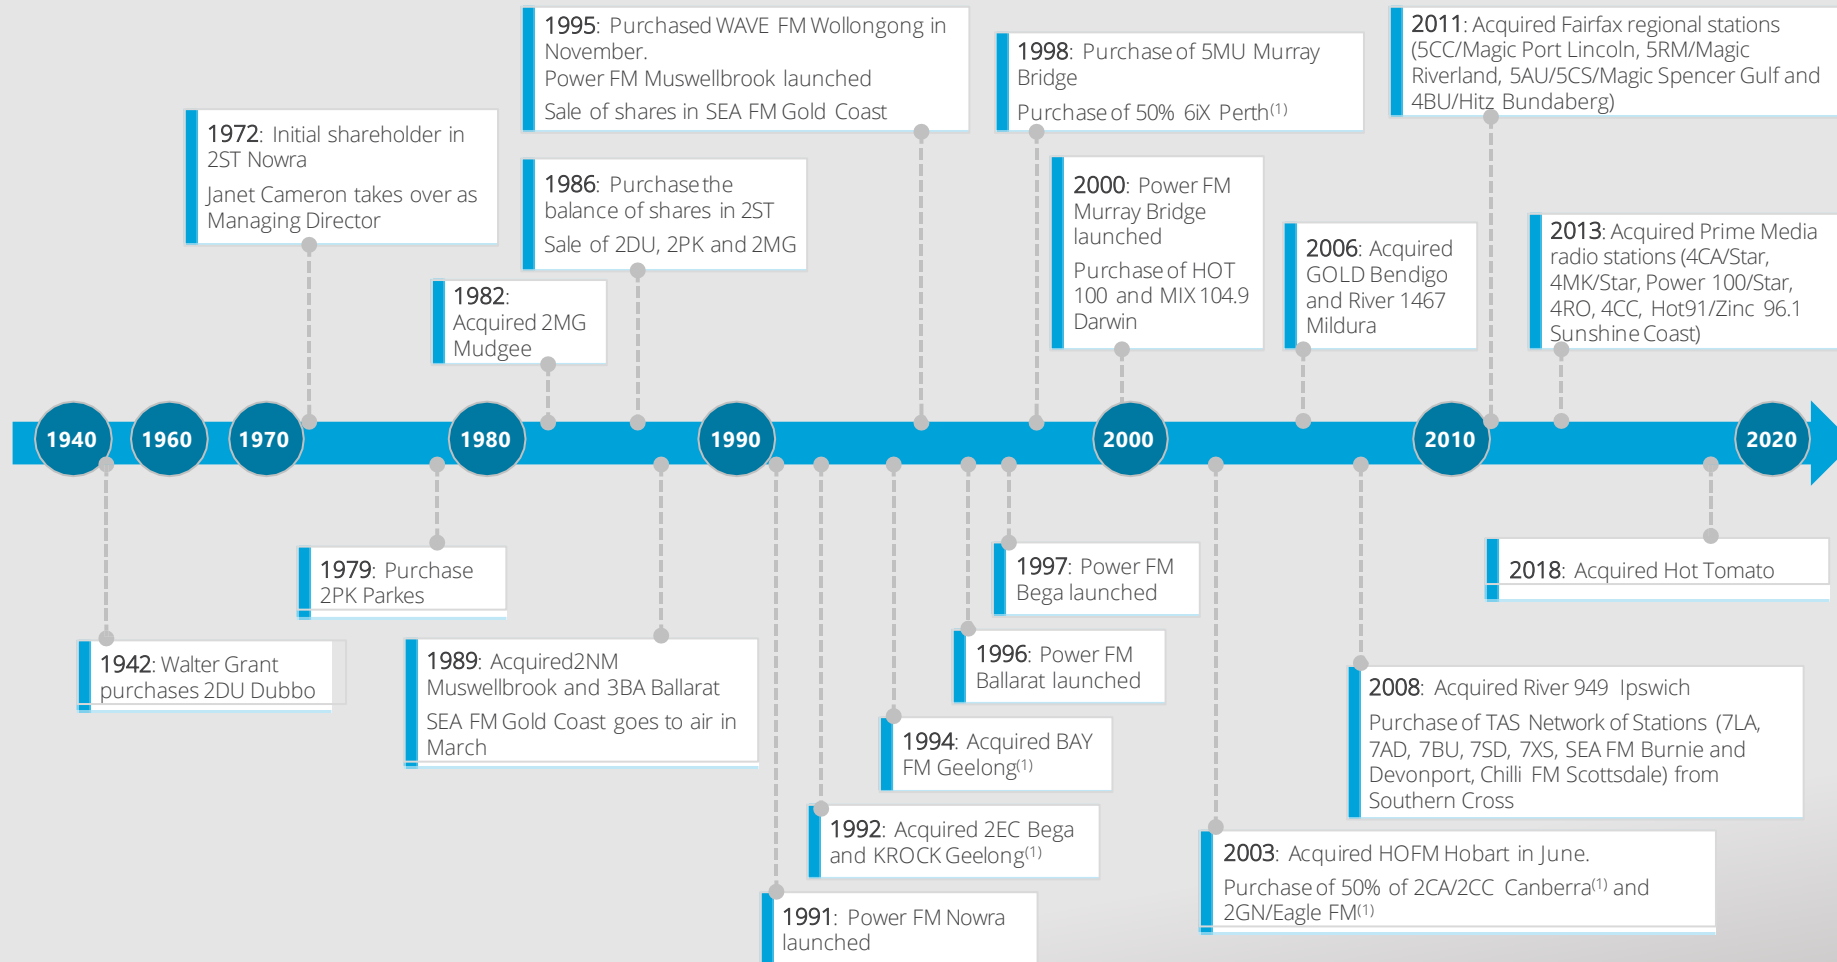 1995: Purchased WAVE FM Wollongong in
November.
Power FM Muswellbrook launched
Sale of shares in SEA FM Gold Coast
1998: Purchase of 5MU Murray
Bridge
Purchase of 50% 6iX Perth(1)
2011: Acquired Fairfax regional stations
(5CC/Magic Port Lincoln, 5RM/Magic
Riverland, 5AU/5CS/Magic Spencer Gulf and
4BU/Hitz Bundaberg)
1972: Initial shareholder in
2ST Nowra
Janet Cameron takes over as
Managing Director
1986: Purchase the
balance of shares in 2ST
Sale of 2DU, 2PK and 2MG
2000: Power FM
Murray Bridge
launched
Purchase of HOT
100 and MIX 104.9
Darwin
2006: Acquired
GOLD Bendigo
and River 1467
Mildura
2013: Acquired Prime Media
radio stations (4CA/Star,
4MK/Star, Power 100/Star,
4RO, 4CC, Hot91/Zinc 96.1
Sunshine Coast)
1982:
Acquired 2MG
Mudgee
1940
1960
1970
1980
1990
2000
2010
2020
1979: Purchase
2PK Parkes
1997: Power FM
Bega launched
2018: Acquired Hot Tomato
1942: Walter Grant
purchases 2DU Dubbo
1989: Acquired2NM
Muswellbrook and 3BA Ballarat
SEA FM Gold Coast goes to air in
March
1996: Power FM
Ballarat launched
2008: Acquired River 949 Ipswich
Purchase of TAS Network of Stations (7LA,
7AD, 7BU, 7SD, 7XS, SEA FM Burnie and
Devonport, Chilli FM Scottsdale) from
Southern Cross
1994: Acquired BAY
FM Geelong(1)
1992: Acquired 2EC Bega
and KROCK Geelong(1)
2003: Acquired HOFM Hobart in June.
Purchase of 50% of 2CA/2CC Canberra(1) and
2GN/Eagle FM(1)
1991: Power FM Nowra
launched